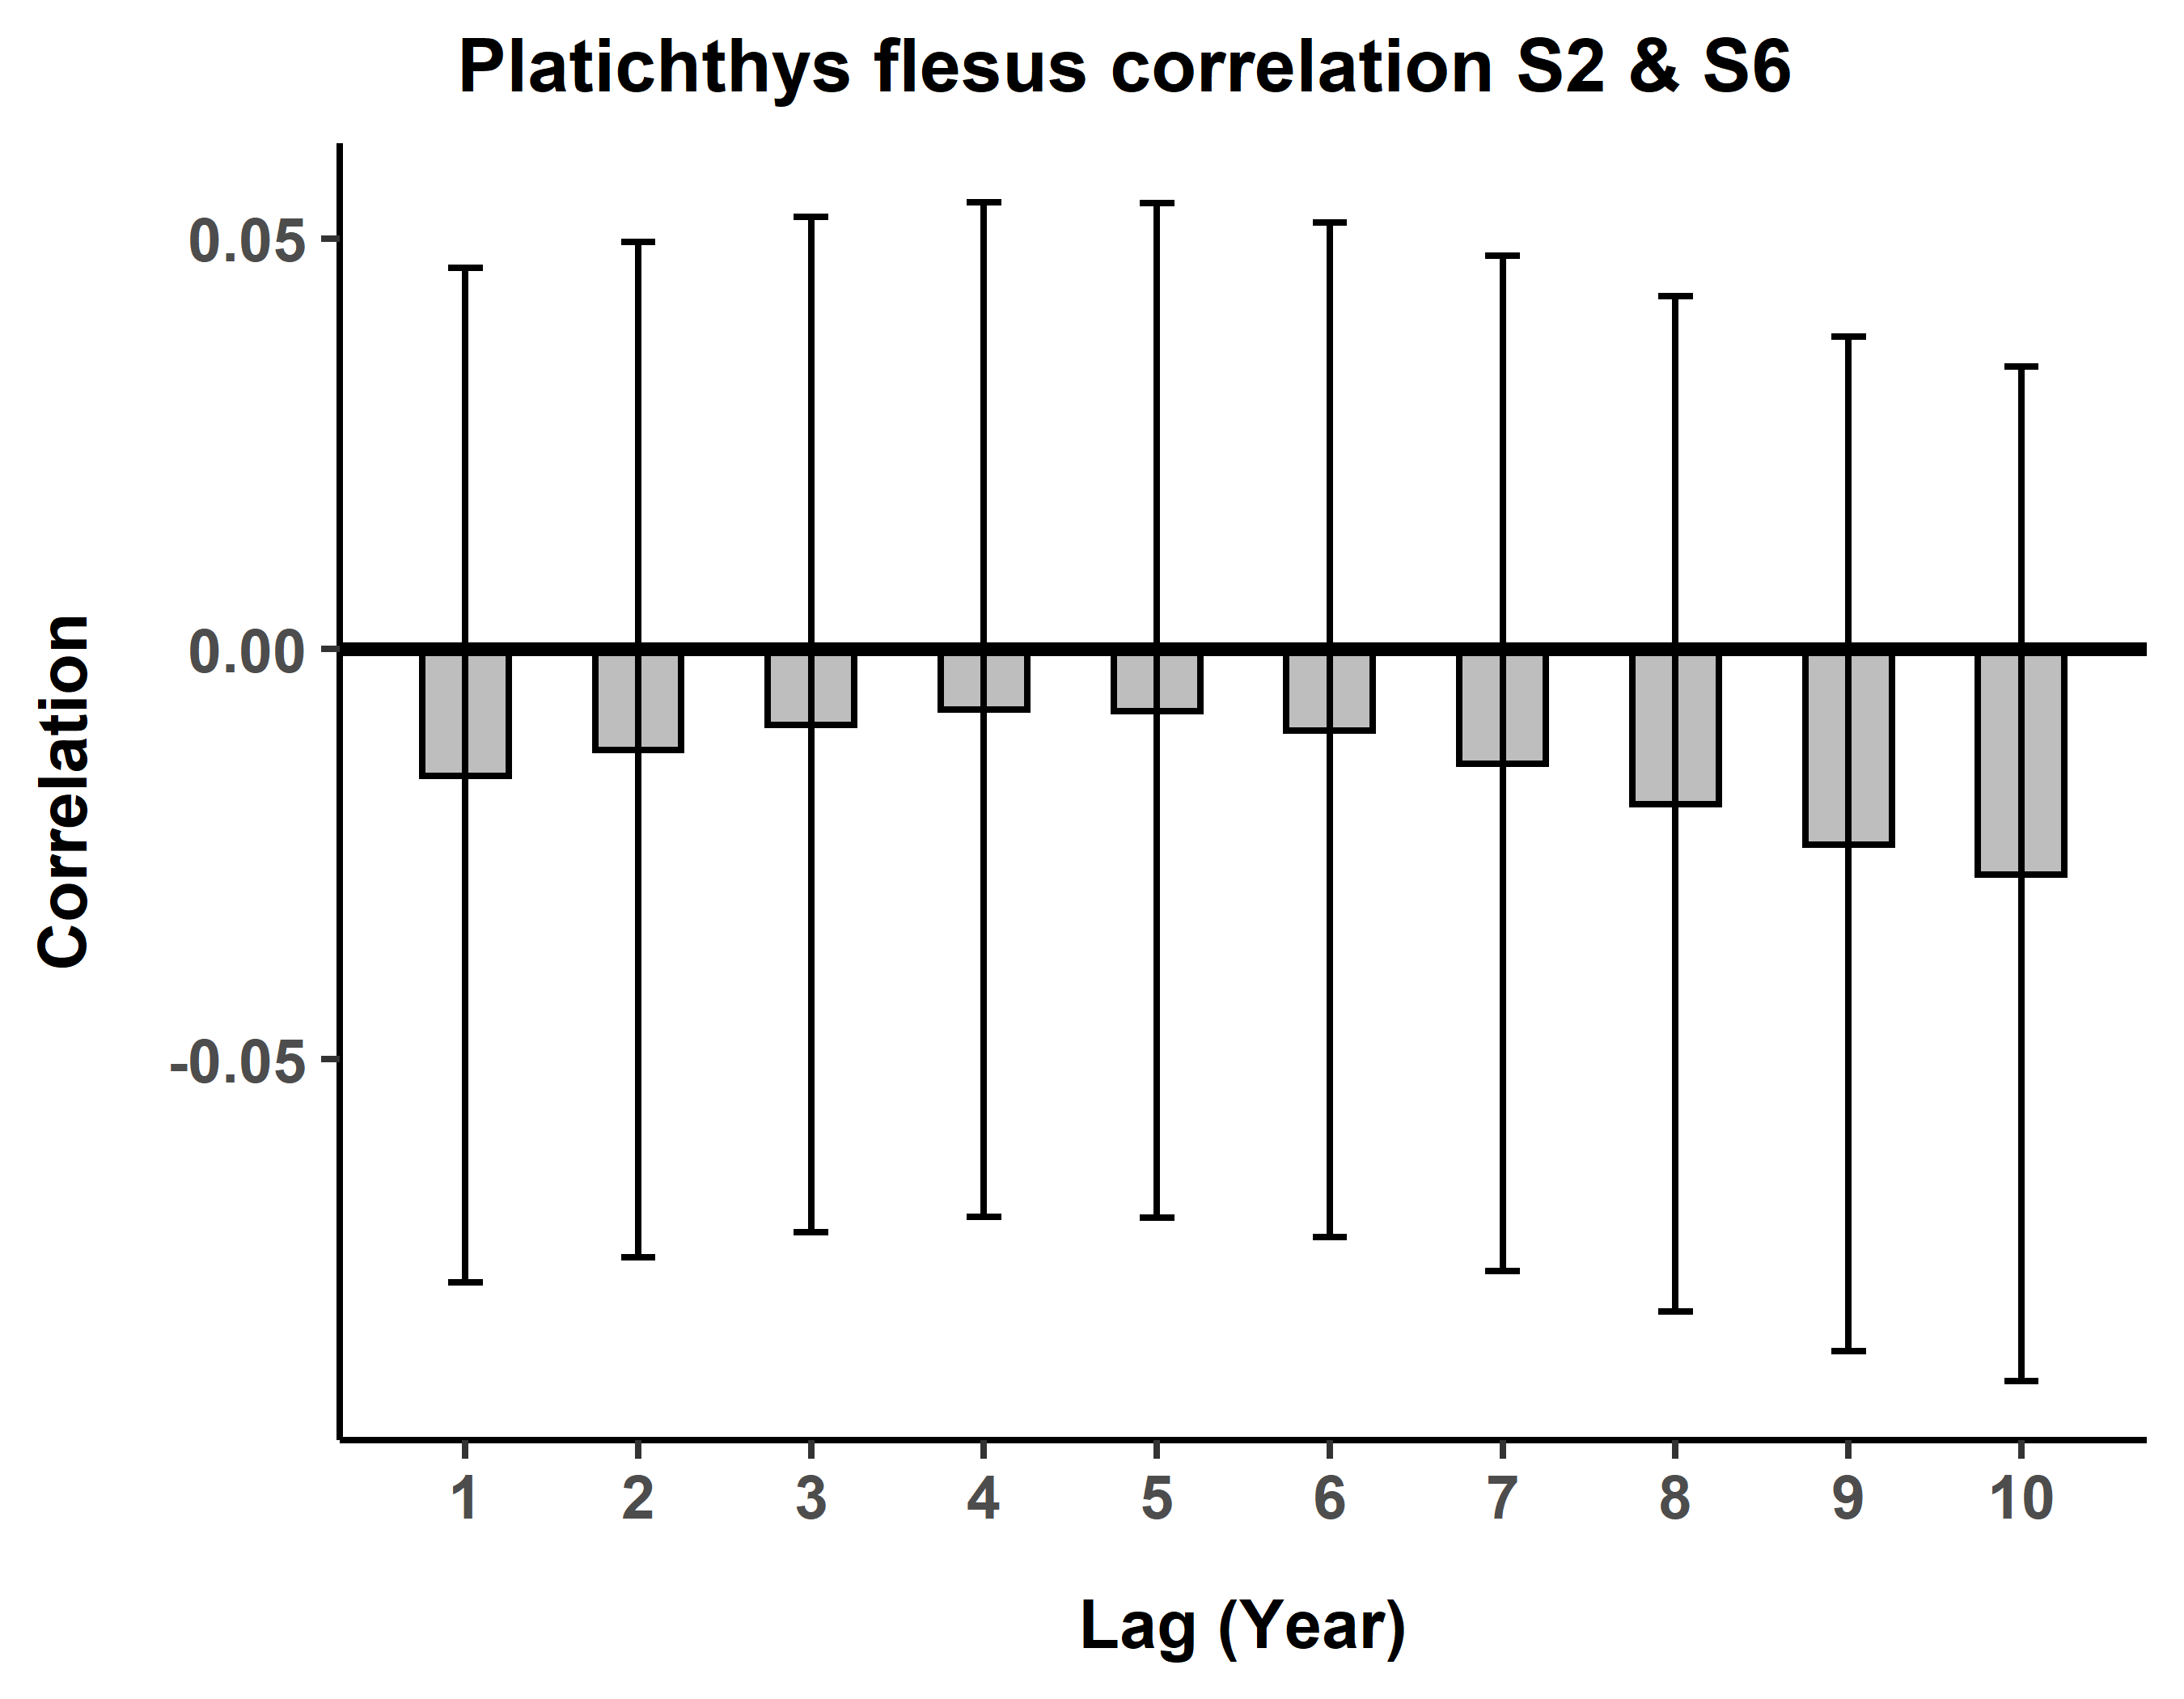 Platichthys flesus correlation S2 & S6
0.05
0.00
-0.05
Correlation
1 2 3 4 5 6 7 8 9 10
Lag (Year)